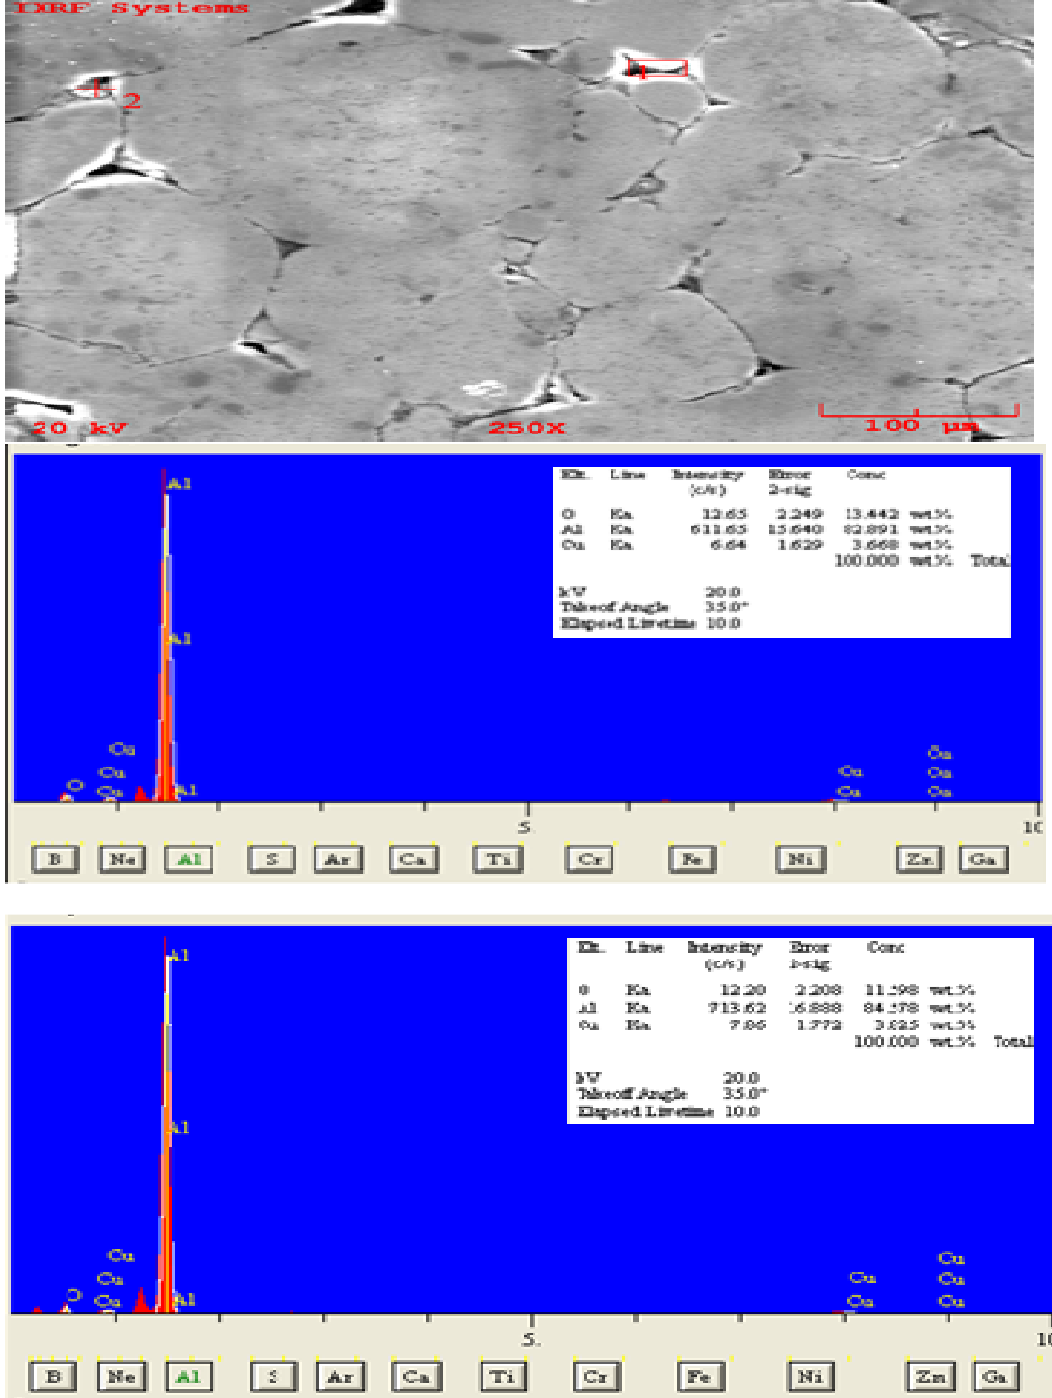 IXRF Systems
1
2
1
20 kV 250X 100 µm
Elt. Line Intensity Error Conc
(c/s) 2-sig
O Ka 12.65 2.249 13.442 wt.%
Al Ka 611.65 15.640 82.891 wt.%
Cu Ka 6.64 1.629 3.668 wt.%
100.000 wt.% Total
kV 20.0
Takeoff Angle 35.0°
Elapsed Livetime 10.0
Al
Al
Cu Cu
Cu Cu Cu
O Cu Al Cu Cu
5. 10
B Ne Al S Ar Ca Ti Cr Fe Ni Zn Ga
Elt. Line Intensity Error Conc
(c/s) 2-sig
O Ka 12.20 2.208 11.598 wt.%
Al Ka 713.62 16.888 84.578 wt.%
Cu Ka 7.86 1.772 3.825 wt.%
100.000 wt.% Total
kV 20.0
Takeoff Angle 35.0°
Elapsed Livetime 10.0
Al
Al
Cu Cu
Cu Cu Cu
O Cu Al Cu Cu
5. 10
B Ne Al S Ar Ca Ti Cr Fe Ni Zn Ga